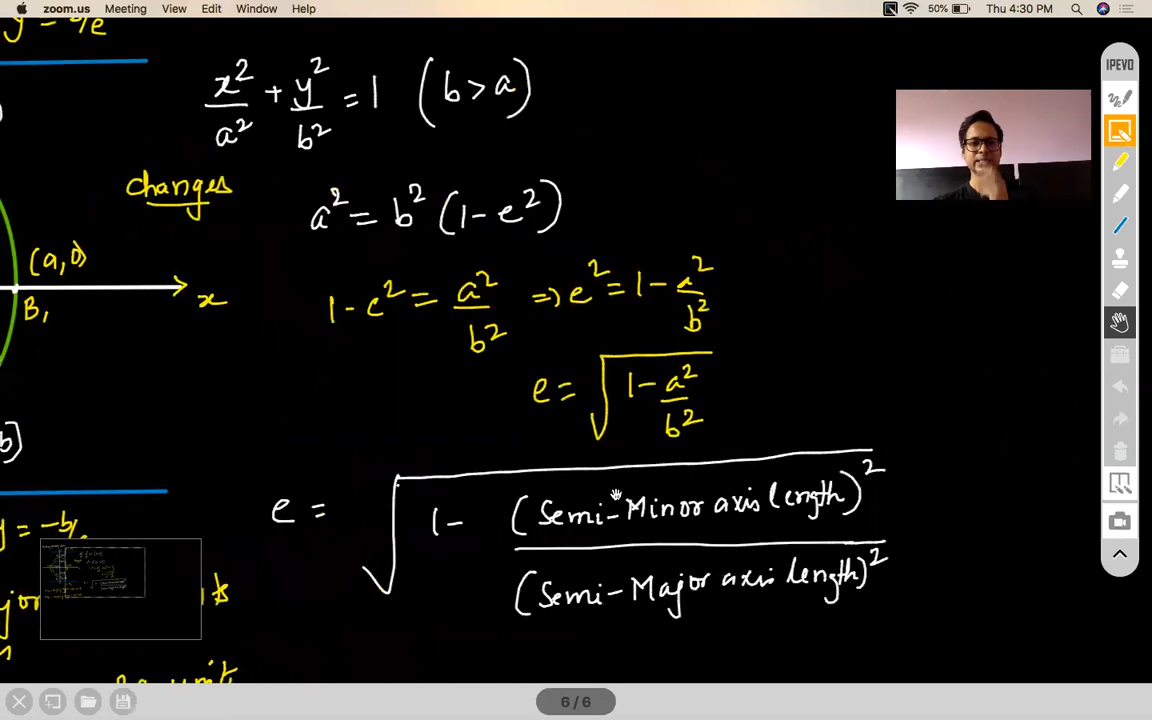 zoom.us Meeting View Edit Window Help 50% Thu 4:30 PM
IPEVO
x²/a² + y²/b² = 1 (b > a)
changes
a² = b² (1 - e²)
(a, 0)
x
B₁
1 - e² = a²/b² => e² = 1 - a²/b²
e = √(1 - a²/b²)
b)
e = √(1 - (Semi-Minor axis length)²/(Semi-Major axis length)²)
y = -b/
jor
unit
6 / 6